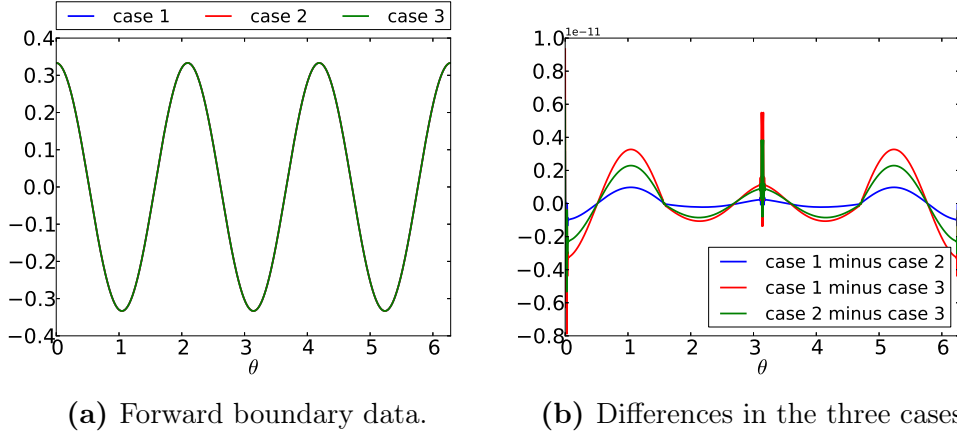 case 1 case 2 case 3
0.4
0.3
0.2
0.1
0.0
−0.1
−0.2
−0.3
−0.4
0 1 2 3 4 5 6
θ
(a) Forward boundary data.
1e−11
1.0
0.8
0.6
0.4
0.2
0.0
−0.2
−0.4
−0.6
−0.8
case 1 minus case 2
case 1 minus case 3
case 2 minus case 3
0 1 2 3 4 5 6
θ
(b) Differences in the three cases